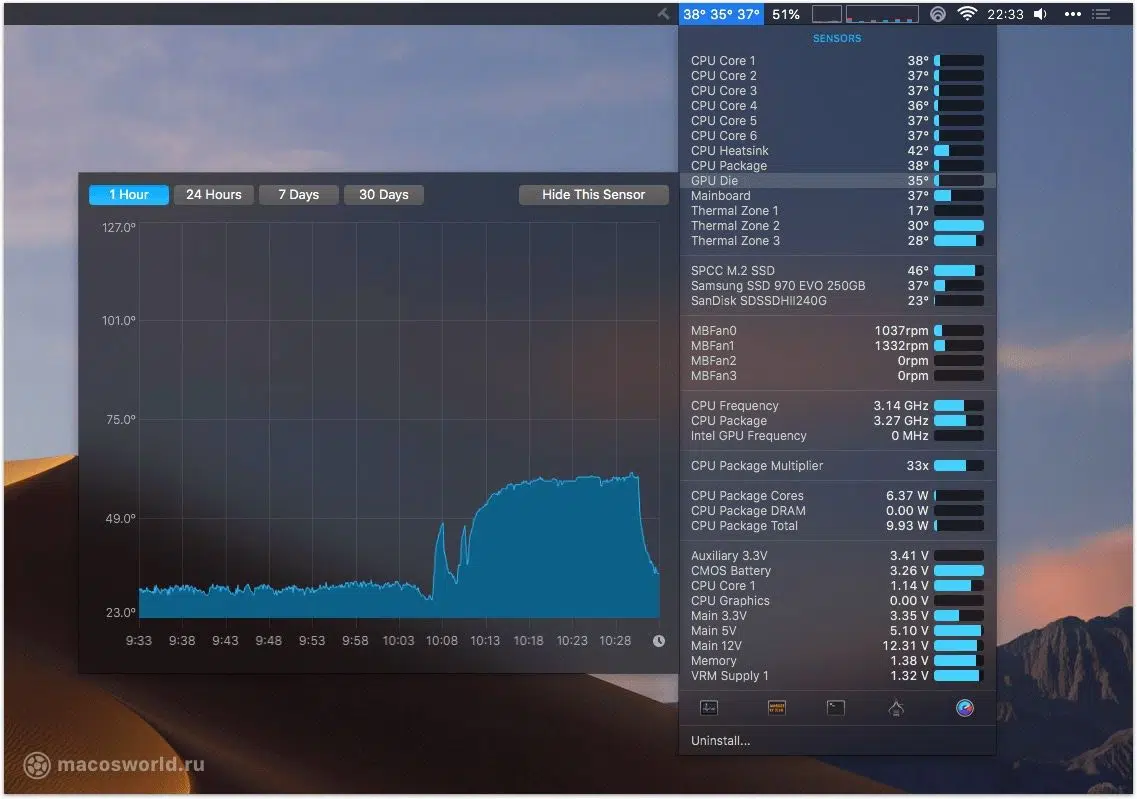 38° 35° 37° 51% 22:33
SENSORS
CPU Core 1 38°
CPU Core 2 37°
CPU Core 3 37°
CPU Core 4 36°
CPU Core 5 37°
CPU Core 6 37°
CPU Heatsink 42°
CPU Package 38°
GPU Die 35°
Mainboard 37°
Thermal Zone 1 17°
Thermal Zone 2 30°
Thermal Zone 3 28°
SPCC M.2 SSD 46°
Samsung SSD 970 EVO 250GB 37°
SanDisk SDSSDHII240G 23°
MBFan0 1037rpm
MBFan1 1332rpm
MBFan2 0rpm
MBFan3 0rpm
CPU Frequency 3.14 GHz
CPU Package 3.27 GHz
Intel GPU Frequency 0 MHz
CPU Package Multiplier 33x
CPU Package Cores 6.37 W
CPU Package DRAM 0.00 W
CPU Package Total 9.93 W
Auxiliary 3.3V 3.41 V
CMOS Battery 3.26 V
CPU Core 1 1.14 V
CPU Graphics 0.00 V
Main 3.3V 3.35 V
Main 5V 5.10 V
Main 12V 12.31 V
Memory 1.38 V
VRM Supply 1 1.32 V
Uninstall...
1 Hour 24 Hours 7 Days 30 Days Hide This Sensor
127.0°
101.0°
75.0°
49.0°
23.0°
9:33 9:38 9:43 9:48 9:53 9:58 10:03 10:08 10:13 10:18 10:23 10:28
macosworld.ru